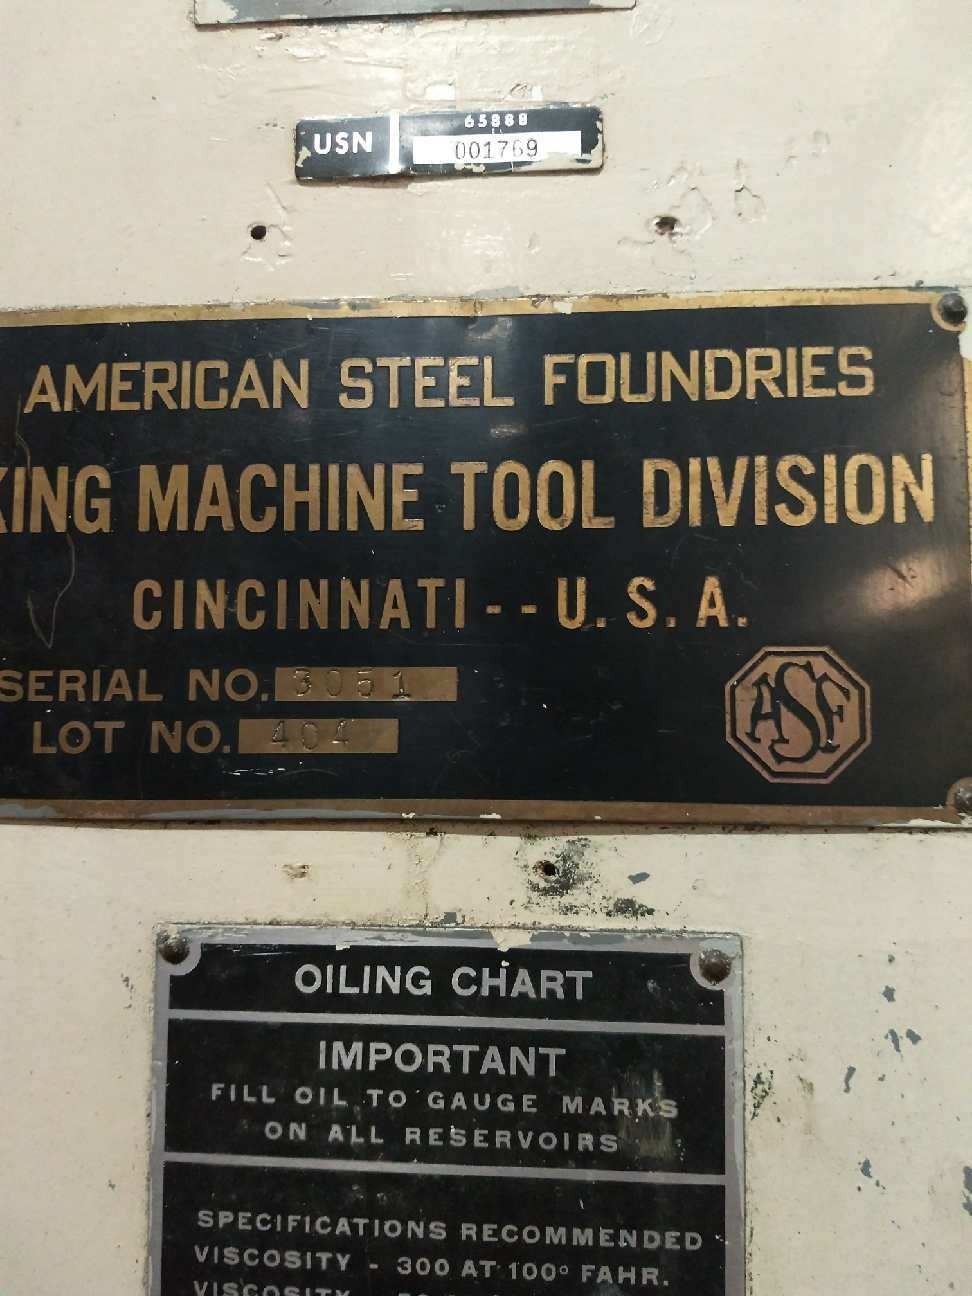 USN
65888
001769
AMERICAN STEEL FOUNDRIES
KING MACHINE TOOL DIVISION
CINCINNATI -- U.S.A.
SERIAL NO. 3051
LOT NO. 404
ASF
OILING CHART
IMPORTANT
FILL OIL TO GAUGE MARKS
ON ALL RESERVOIRS
SPECIFICATIONS RECOMMENDED
VISCOSITY - 300 AT 100° FAHR.
VISCOSITY